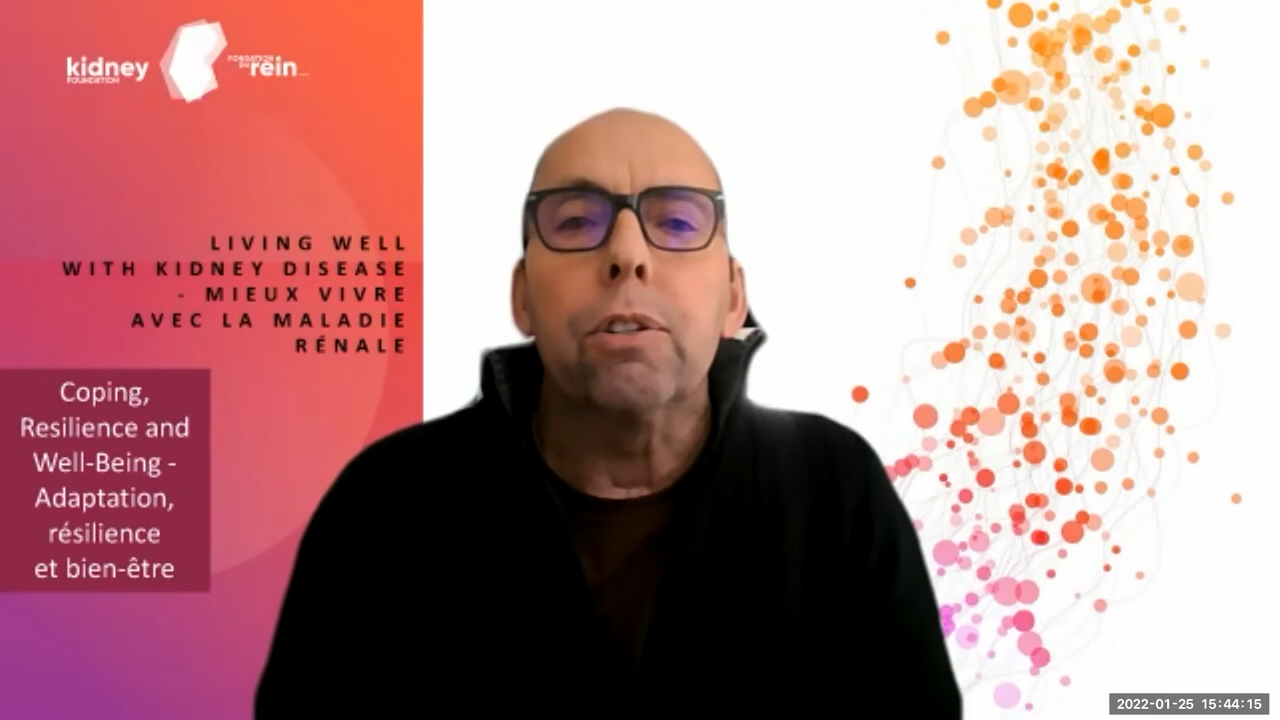 kidney
FOUNDATION
FONDATION
DU rein
LIVING WELL
WITH KIDNEY DISEASE
- MIEUX VIVRE
AVEC LA MALADIE
RÉNALE
Coping,
Resilience and
Well-Being -
Adaptation,
résilience
et bien-être
2022-01-25 15:44:15